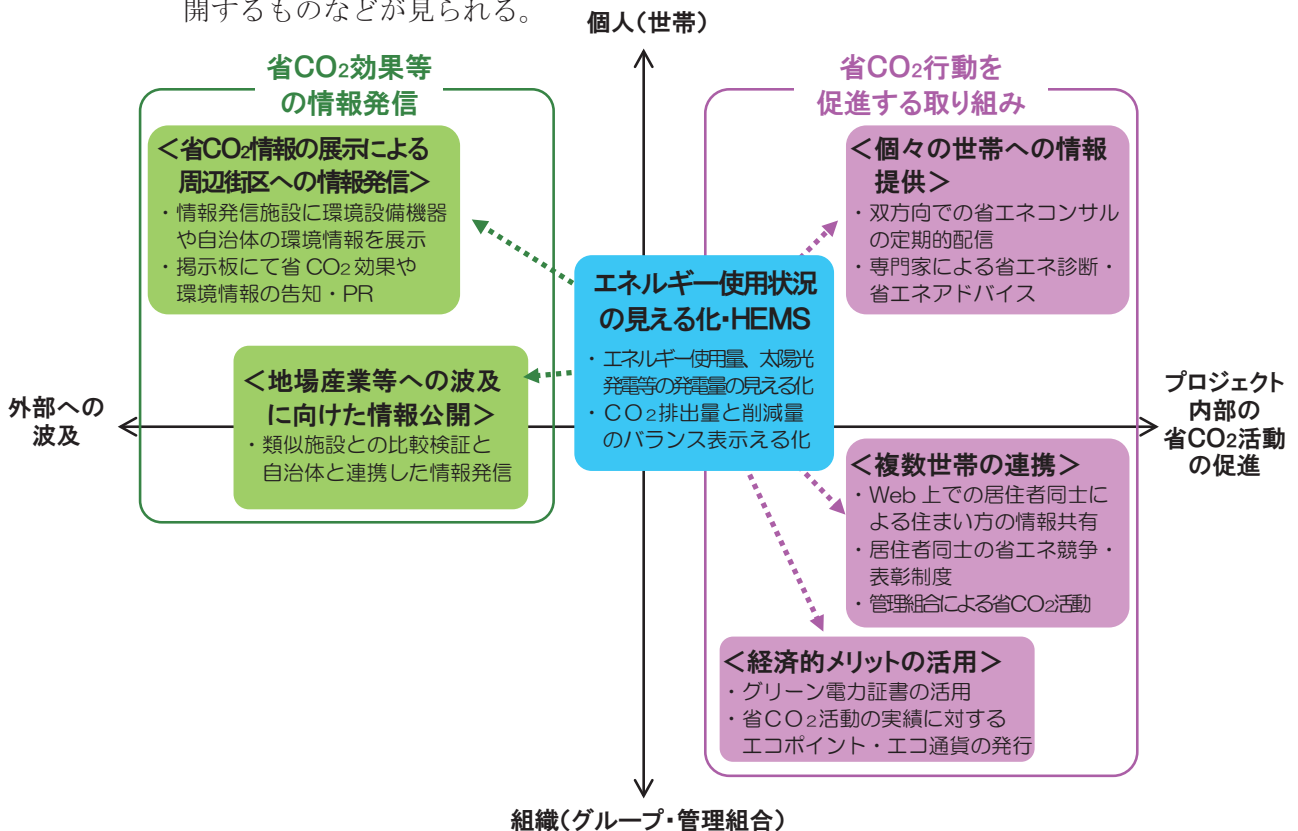 開するものなどが見られる。
個人（世帯）
省CO2効果等
の情報発信
省CO2行動を
促進する取り組み
＜省CO2情報の展示による
周辺街区への情報発信＞
・情報発信施設に環境設備機器
や自治体の環境情報を展示
・掲示板にて省CO2効果や
環境情報の告知・PR
＜個々の世帯への情報
提供＞
・双方向での省エネコンサル
の定期的配信
・専門家による省エネ診断・
省エネアドバイス
エネルギー使用状況
の見える化・HEMS
・エネルギー使用量、太陽光
発電等の発電量の見える化
・ＣＯ2排出量と削減量
のバランス表示える化
＜地場産業等への波及
に向けた情報公開＞
・類似施設との比較検証と
自治体と連携した情報発信
外部への
波及
プロジェクト
内部の
省CO2活動
の促進
＜複数世帯の連携＞
・Web上での居住者同士に
よる住まい方の情報共有
・居住者同士の省エネ競争・
表彰制度
・管理組合による省CO2活動
＜経済的メリットの活用＞
・グリーン電力証書の活用
・省ＣＯ2活動の実績に対する
エコポイント・エコ通貨の発行
組織（グループ・管理組合）